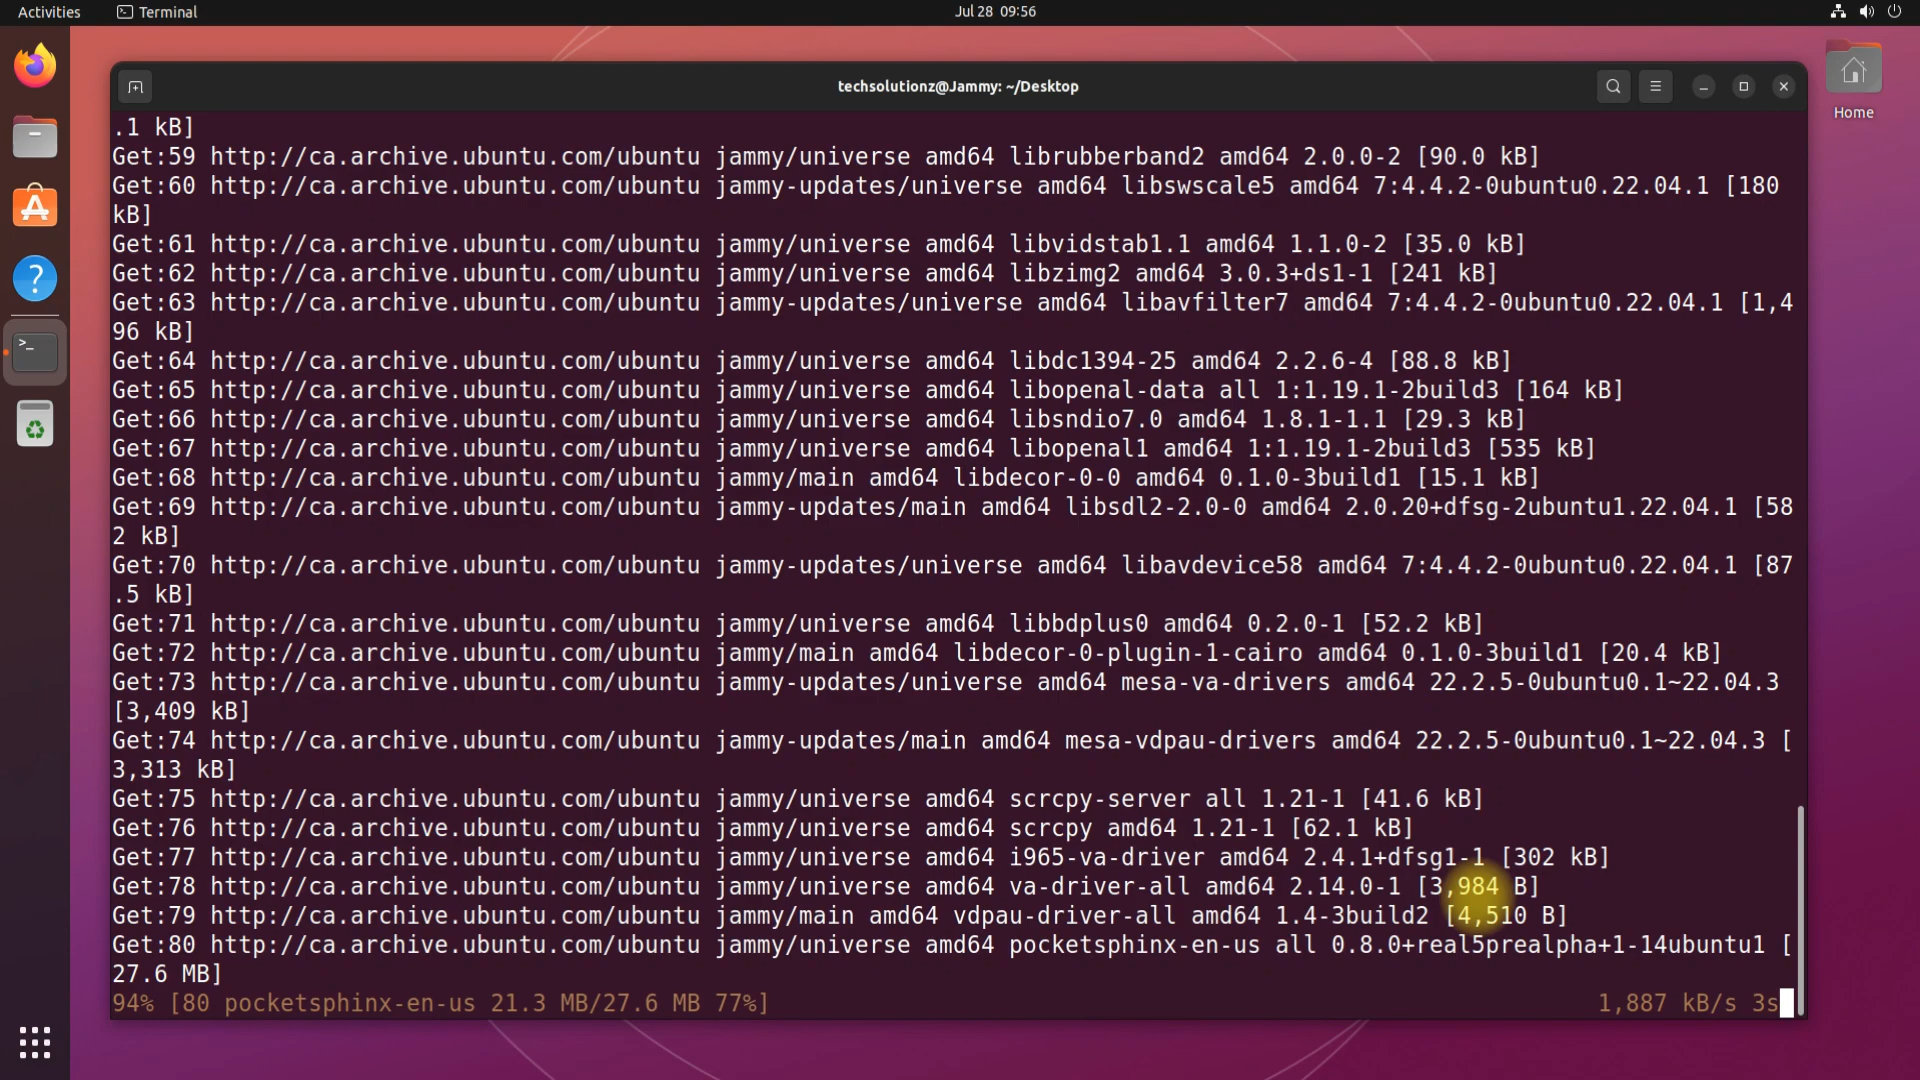 Activities
Terminal
Jul 28 09:56
techsolutionz@Jammy: ~/Desktop
Home
.1 kB]
Get:59 http://ca.archive.ubuntu.com/ubuntu jammy/universe amd64 librubberband2 amd64 2.0.0-2 [90.0 kB]
Get:60 http://ca.archive.ubuntu.com/ubuntu jammy-updates/universe amd64 libswscale5 amd64 7:4.4.2-0ubuntu0.22.04.1 [180
kB]
Get:61 http://ca.archive.ubuntu.com/ubuntu jammy/universe amd64 libvidstab1.1 amd64 1.1.0-2 [35.0 kB]
Get:62 http://ca.archive.ubuntu.com/ubuntu jammy/universe amd64 libzimg2 amd64 3.0.3+ds1-1 [241 kB]
Get:63 http://ca.archive.ubuntu.com/ubuntu jammy-updates/universe amd64 libavfilter7 amd64 7:4.4.2-0ubuntu0.22.04.1 [1,4
96 kB]
Get:64 http://ca.archive.ubuntu.com/ubuntu jammy/universe amd64 libdc1394-25 amd64 2.2.6-4 [88.8 kB]
Get:65 http://ca.archive.ubuntu.com/ubuntu jammy/universe amd64 libopenal-data all 1:1.19.1-2build3 [164 kB]
Get:66 http://ca.archive.ubuntu.com/ubuntu jammy/universe amd64 libsndio7.0 amd64 1.8.1-1.1 [29.3 kB]
Get:67 http://ca.archive.ubuntu.com/ubuntu jammy/universe amd64 libopenal1 amd64 1:1.19.1-2build3 [535 kB]
Get:68 http://ca.archive.ubuntu.com/ubuntu jammy/main amd64 libdecor-0-0 amd64 0.1.0-3build1 [15.1 kB]
Get:69 http://ca.archive.ubuntu.com/ubuntu jammy-updates/main amd64 libsdl2-2.0-0 amd64 2.0.20+dfsg-2ubuntu1.22.04.1 [58
2 kB]
Get:70 http://ca.archive.ubuntu.com/ubuntu jammy-updates/universe amd64 libavdevice58 amd64 7:4.4.2-0ubuntu0.22.04.1 [87
.5 kB]
Get:71 http://ca.archive.ubuntu.com/ubuntu jammy/universe amd64 libbdplus0 amd64 0.2.0-1 [52.2 kB]
Get:72 http://ca.archive.ubuntu.com/ubuntu jammy/main amd64 libdecor-0-plugin-1-cairo amd64 0.1.0-3build1 [20.4 kB]
Get:73 http://ca.archive.ubuntu.com/ubuntu jammy-updates/universe amd64 mesa-va-drivers amd64 22.2.5-0ubuntu0.1~22.04.3
[3,409 kB]
Get:74 http://ca.archive.ubuntu.com/ubuntu jammy-updates/main amd64 mesa-vdpau-drivers amd64 22.2.5-0ubuntu0.1~22.04.3 [
3,313 kB]
Get:75 http://ca.archive.ubuntu.com/ubuntu jammy/universe amd64 scrcpy-server all 1.21-1 [41.6 kB]
Get:76 http://ca.archive.ubuntu.com/ubuntu jammy/universe amd64 scrcpy amd64 1.21-1 [62.1 kB]
Get:77 http://ca.archive.ubuntu.com/ubuntu jammy/universe amd64 i965-va-driver amd64 2.4.1+dfsg1-1 [302 kB]
Get:78 http://ca.archive.ubuntu.com/ubuntu jammy/universe amd64 va-driver-all amd64 2.14.0-1 [3,984 B]
Get:79 http://ca.archive.ubuntu.com/ubuntu jammy/main amd64 vdpau-driver-all amd64 1.4-3build2 [4,510 B]
Get:80 http://ca.archive.ubuntu.com/ubuntu jammy/universe amd64 pocketsphinx-en-us all 0.8.0+real5prealpha+1-14ubuntu1 [
27.6 MB]
94% [80 pocketsphinx-en-us 21.3 MB/27.6 MB 77%] 1,887 kB/s 3s